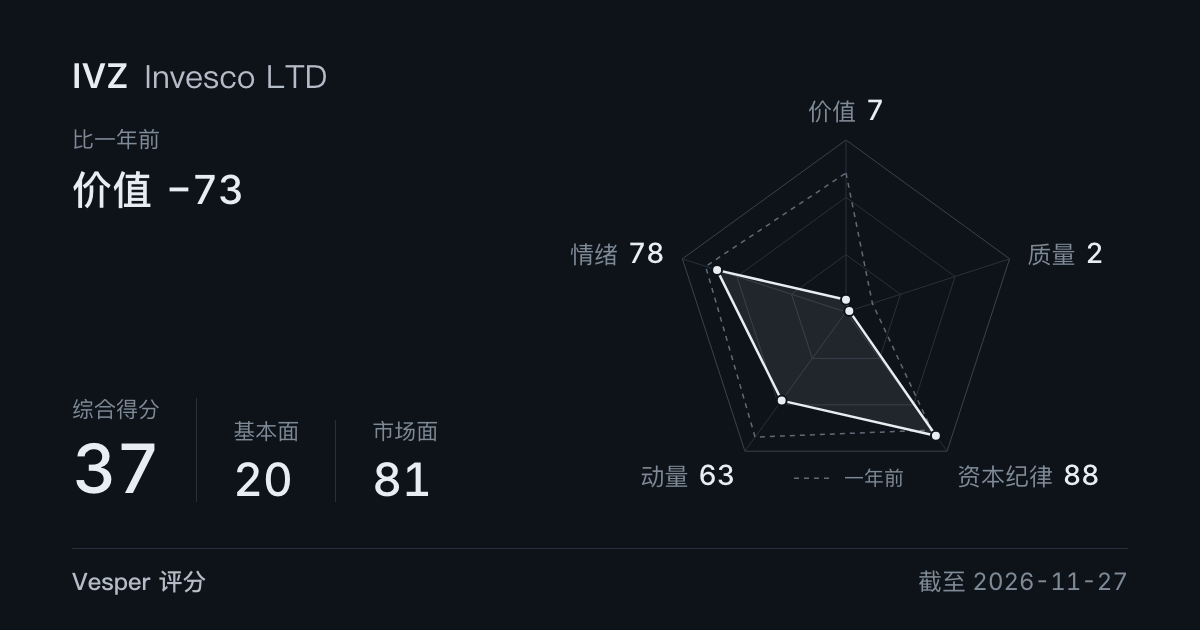 IVZ Invesco LTD
比一年前
价值 −73
价值 7
情绪 78
质量 2
动量 63
一年前
资本纪律 88
综合得分
37
基本面
20
市场面
81
Vesper 评分
截至 2026-11-27